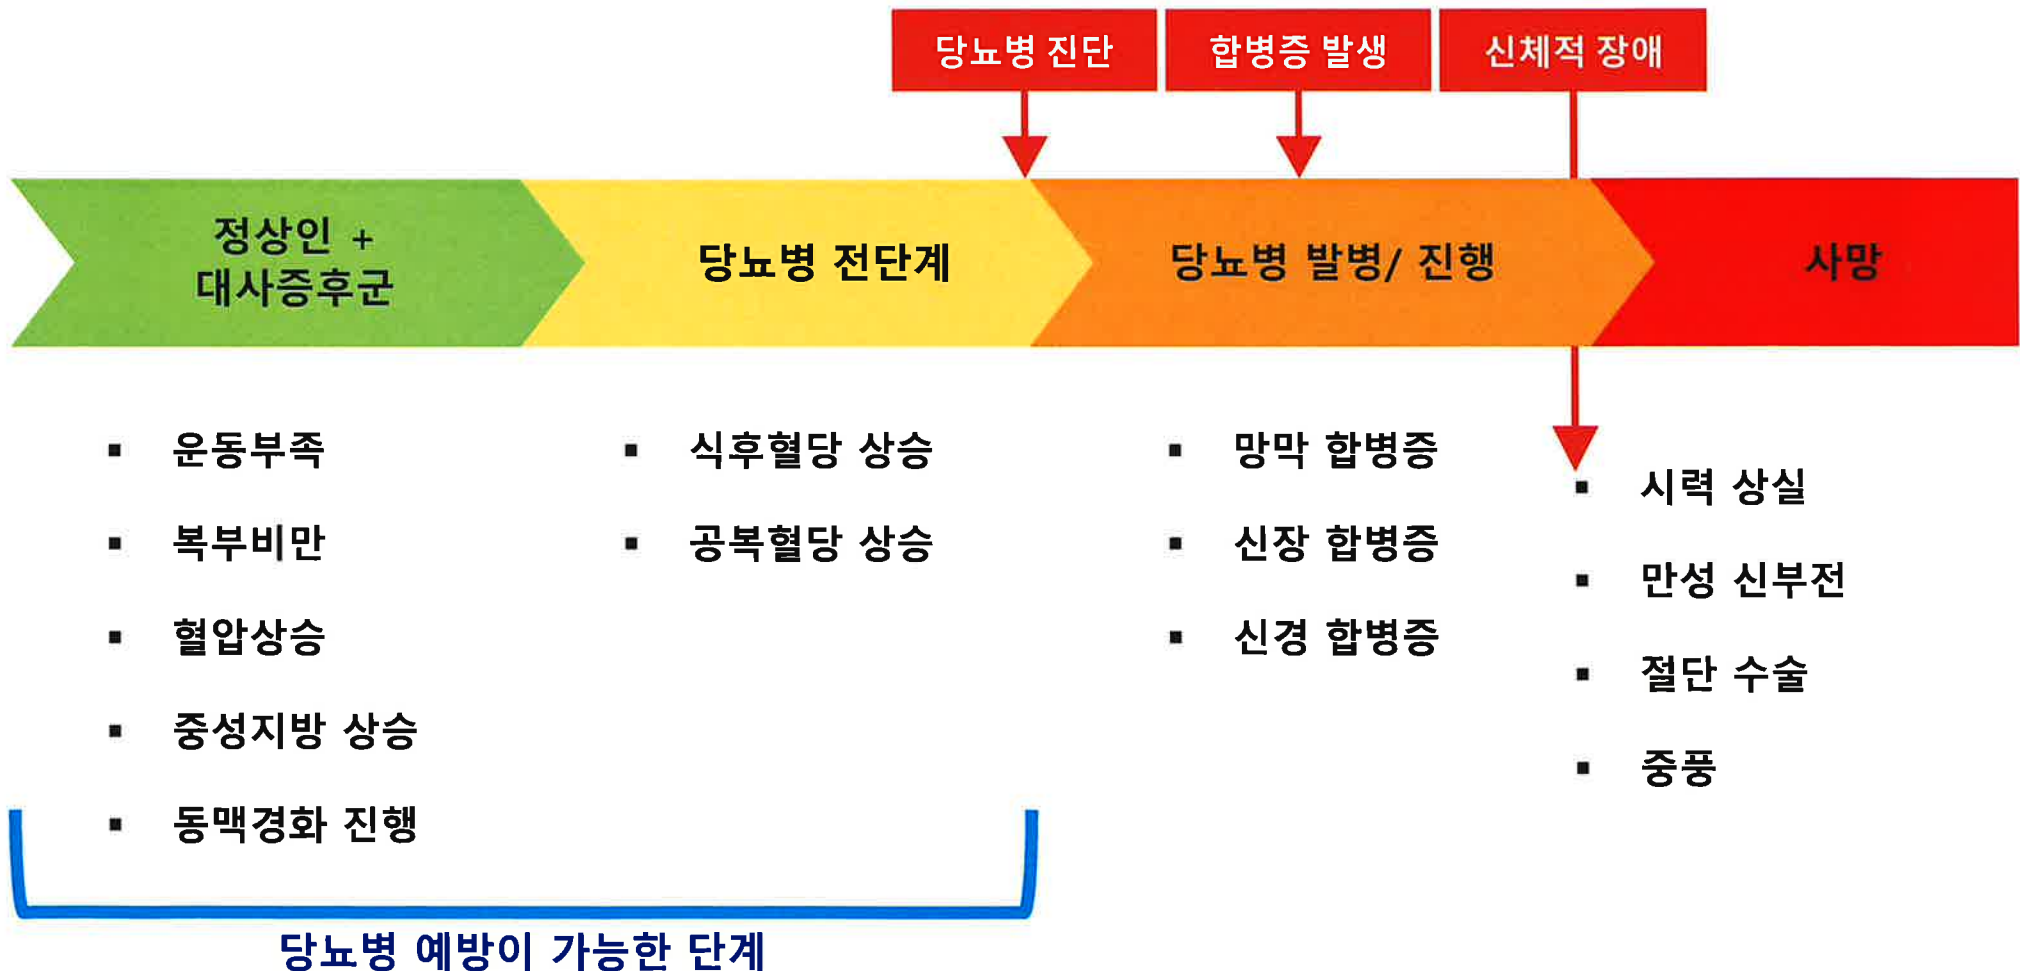 당뇨병 진단
합병증 발생
신체적 장애
정상인 +
대사증후군
당뇨병 전단계
당뇨병 발병/ 진행
사망
▪ 운동부족
▪ 복부비만
▪ 혈압상승
▪ 중성지방 상승
▪ 동맥경화 진행
▪ 식후혈당 상승
▪ 공복혈당 상승
▪ 망막 합병증
▪ 신장 합병증
▪ 신경 합병증
▪ 시력 상실
▪ 만성 신부전
▪ 절단 수술
▪ 중풍
당뇨병 예방이 가능한 단계